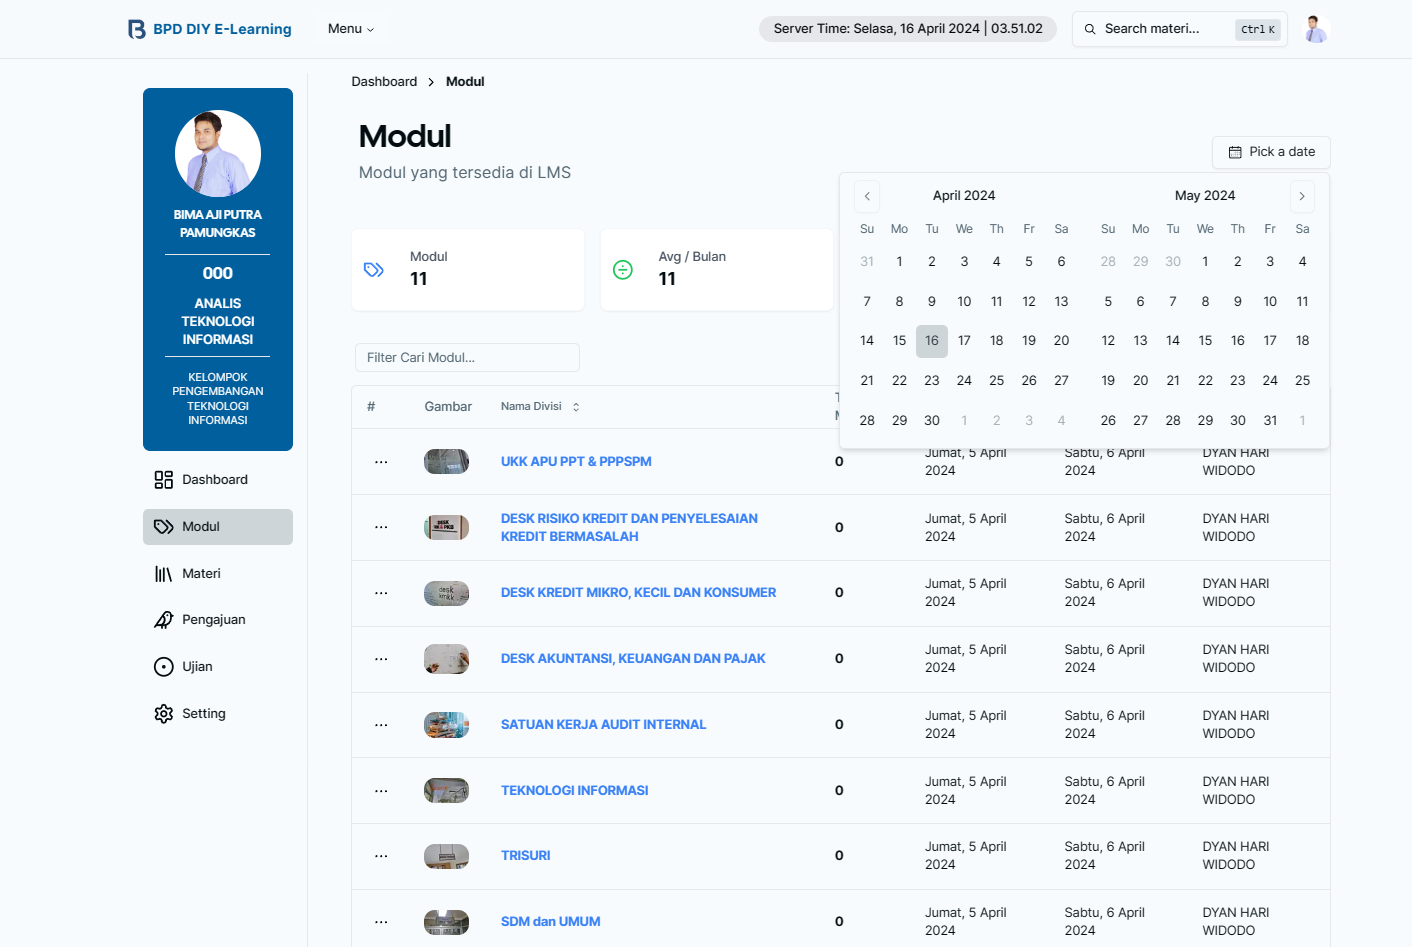 BPD DIY E-Learning
Menu
Server Time: Selasa, 16 April 2024 | 03.51.02
Search materi...
Ctrl K
BIMA AJI PUTRA
PAMUNGKAS
000
ANALIS
TEKNOLOGI
INFORMASI
KELOMPOK
PENGEMBANGAN
TEKNOLOGI
INFORMASI
Dashboard
Modul
Materi
Pengajuan
Ujian
Setting
Dashboard > Modul
Modul
Modul yang tersedia di LMS
Pick a date
April 2024
Su Mo Tu We Th Fr Sa
31 1 2 3 4 5 6
7 8 9 10 11 12 13
14 15 16 17 18 19 20
21 22 23 24 25 26 27
28 29 30 1 2 3 4
May 2024
Su Mo Tu We Th Fr Sa
28 29 30 1 2 3 4
5 6 7 8 9 10 11
12 13 14 15 16 17 18
19 20 21 22 23 24 25
26 27 28 29 30 31 1
Modul
11
Avg / Bulan
11
Filter Cari Modul...
# Gambar Nama Divisi
UKK APU PPT & PPPSPM 0
Jumat, 5 April
2024
Sabtu, 6 April
2024
DYAN HARI
WIDODO
DESK RISIKO KREDIT DAN PENYELESAIAN
KREDIT BERMASALAH
0
Jumat, 5 April
2024
Sabtu, 6 April
2024
DYAN HARI
WIDODO
desk
kmkk
DESK KREDIT MIKRO, KECIL DAN KONSUMER 0
Jumat, 5 April
2024
Sabtu, 6 April
2024
DYAN HARI
WIDODO
DESK AKUNTANSI, KEUANGAN DAN PAJAK 0
Jumat, 5 April
2024
Sabtu, 6 April
2024
DYAN HARI
WIDODO
SATUAN KERJA AUDIT INTERNAL 0
Jumat, 5 April
2024
Sabtu, 6 April
2024
DYAN HARI
WIDODO
TEKNOLOGI INFORMASI 0
Jumat, 5 April
2024
Sabtu, 6 April
2024
DYAN HARI
WIDODO
TRISURI 0
Jumat, 5 April
2024
Sabtu, 6 April
2024
DYAN HARI
WIDODO
SDM dan UMUM 0
Jumat, 5 April
2024
Sabtu, 6 April
2024
DYAN HARI
WIDODO